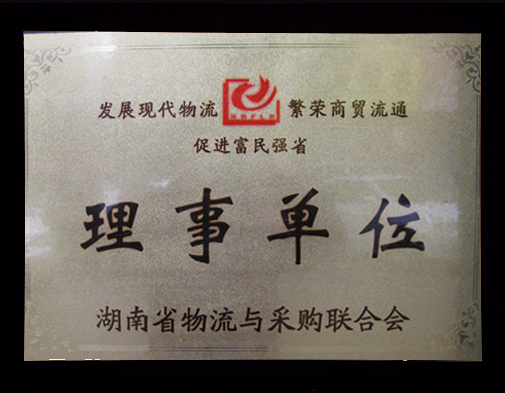 发展现代物流 繁荣商贸流通
促进富民强省
理事单位
湖南省物流与采购联合会